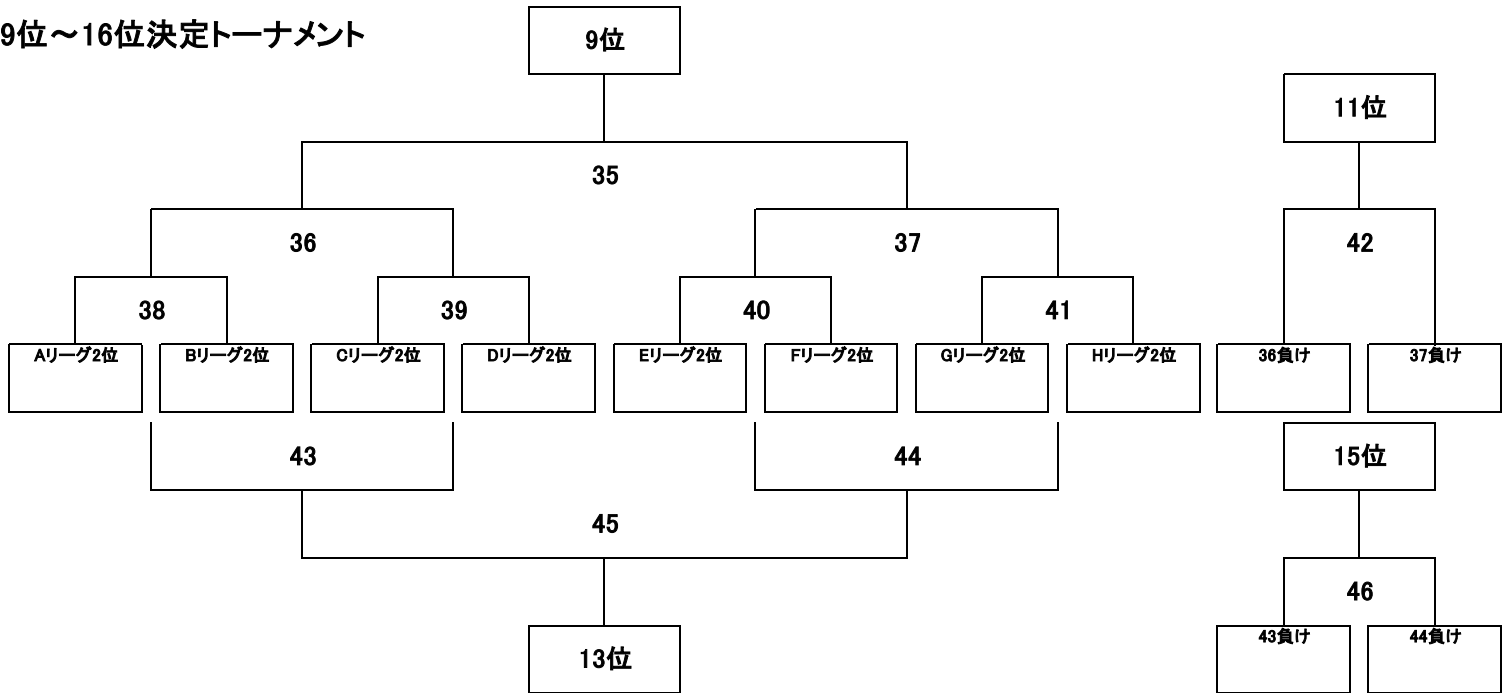 9位～16位決定トーナメント
9位
11位
35
36
37
42
38
39
40
41
Aリーグ2位
Bリーグ2位
Cリーグ2位
Dリーグ2位
Eリーグ2位
Fリーグ2位
Gリーグ2位
Hリーグ2位
36負け
37負け
43
44
15位
45
46
43負け
44負け
13位